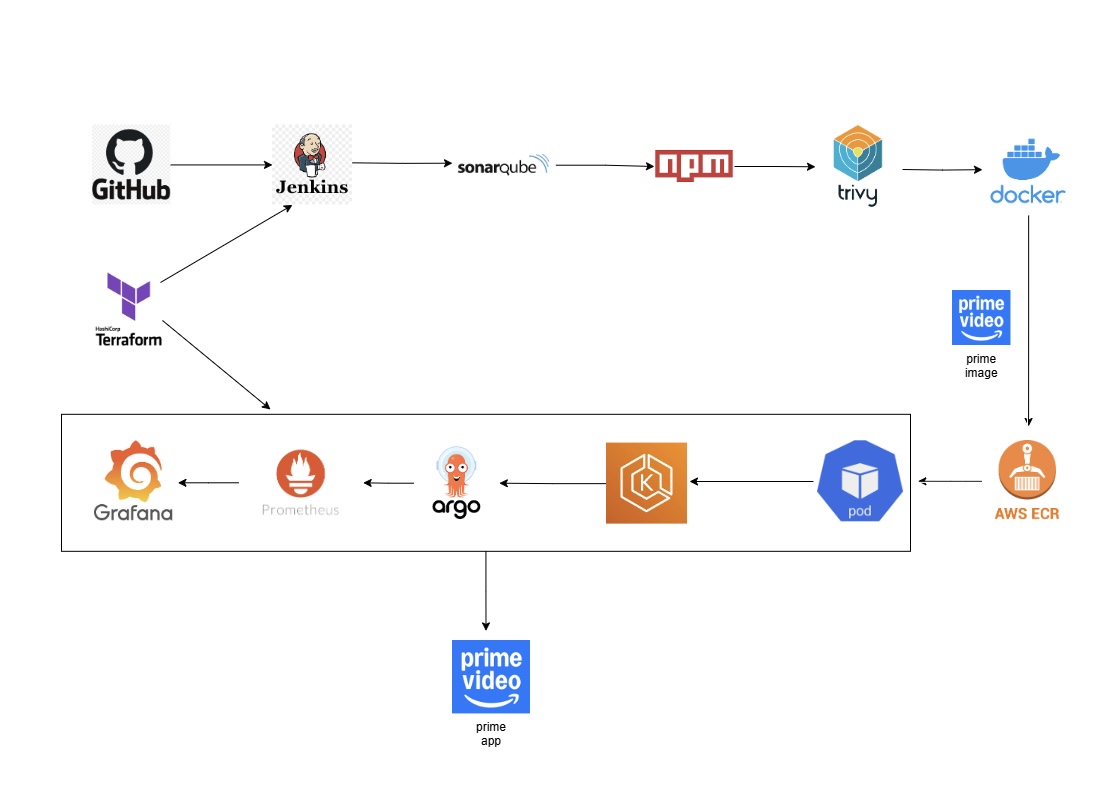 GitHub
Jenkins
sonarqube
npm
trivy
docker
HashiCorp
Terraform
prime
video
prime
image
Grafana
Prometheus
argo
K
pod
AWS ECR
prime
video
prime
app